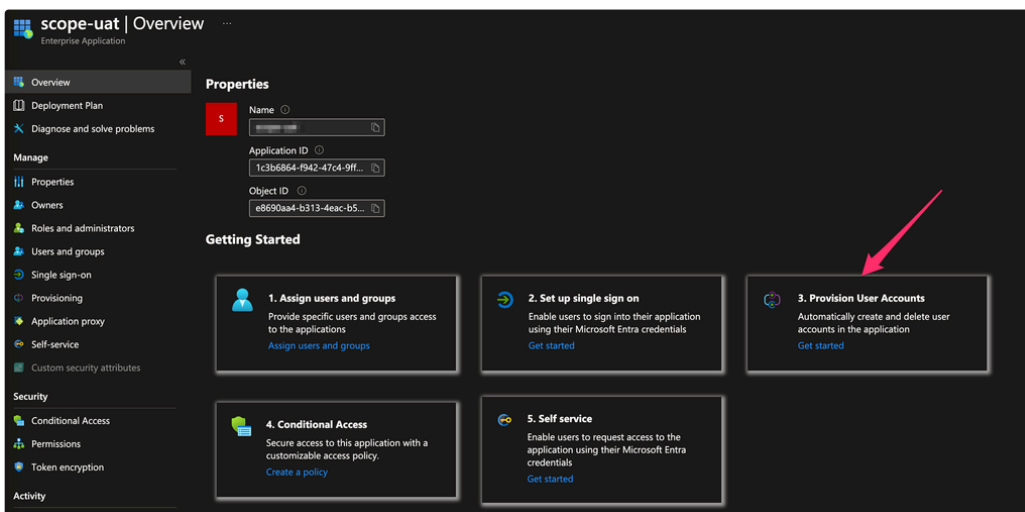 scope-uat | Overview ...
Enterprise Application
«
Overview
Deployment Plan
Diagnose and solve problems
Manage
Properties
Owners
Roles and administrators
Users and groups
Single sign-on
Provisioning
Application proxy
Self-service
Custom security attributes
Security
Conditional Access
Permissions
Token encryption
Activity
Properties
S
Name
Application ID
1c3b6864-f942-47c4-9ff...
Object ID
e8690aa4-b313-4eac-b5...
Getting Started
1. Assign users and groups
Provide specific users and groups access
to the applications
Assign users and groups
2. Set up single sign on
Enable users to sign into their application
using their Microsoft Entra credentials
Get started
3. Provision User Accounts
Automatically create and delete user
accounts in the application
Get started
4. Conditional Access
Secure access to this application with a
customizable access policy.
Create a policy
5. Self service
Enable users to request access to the
application using their Microsoft Entra
credentials
Get started